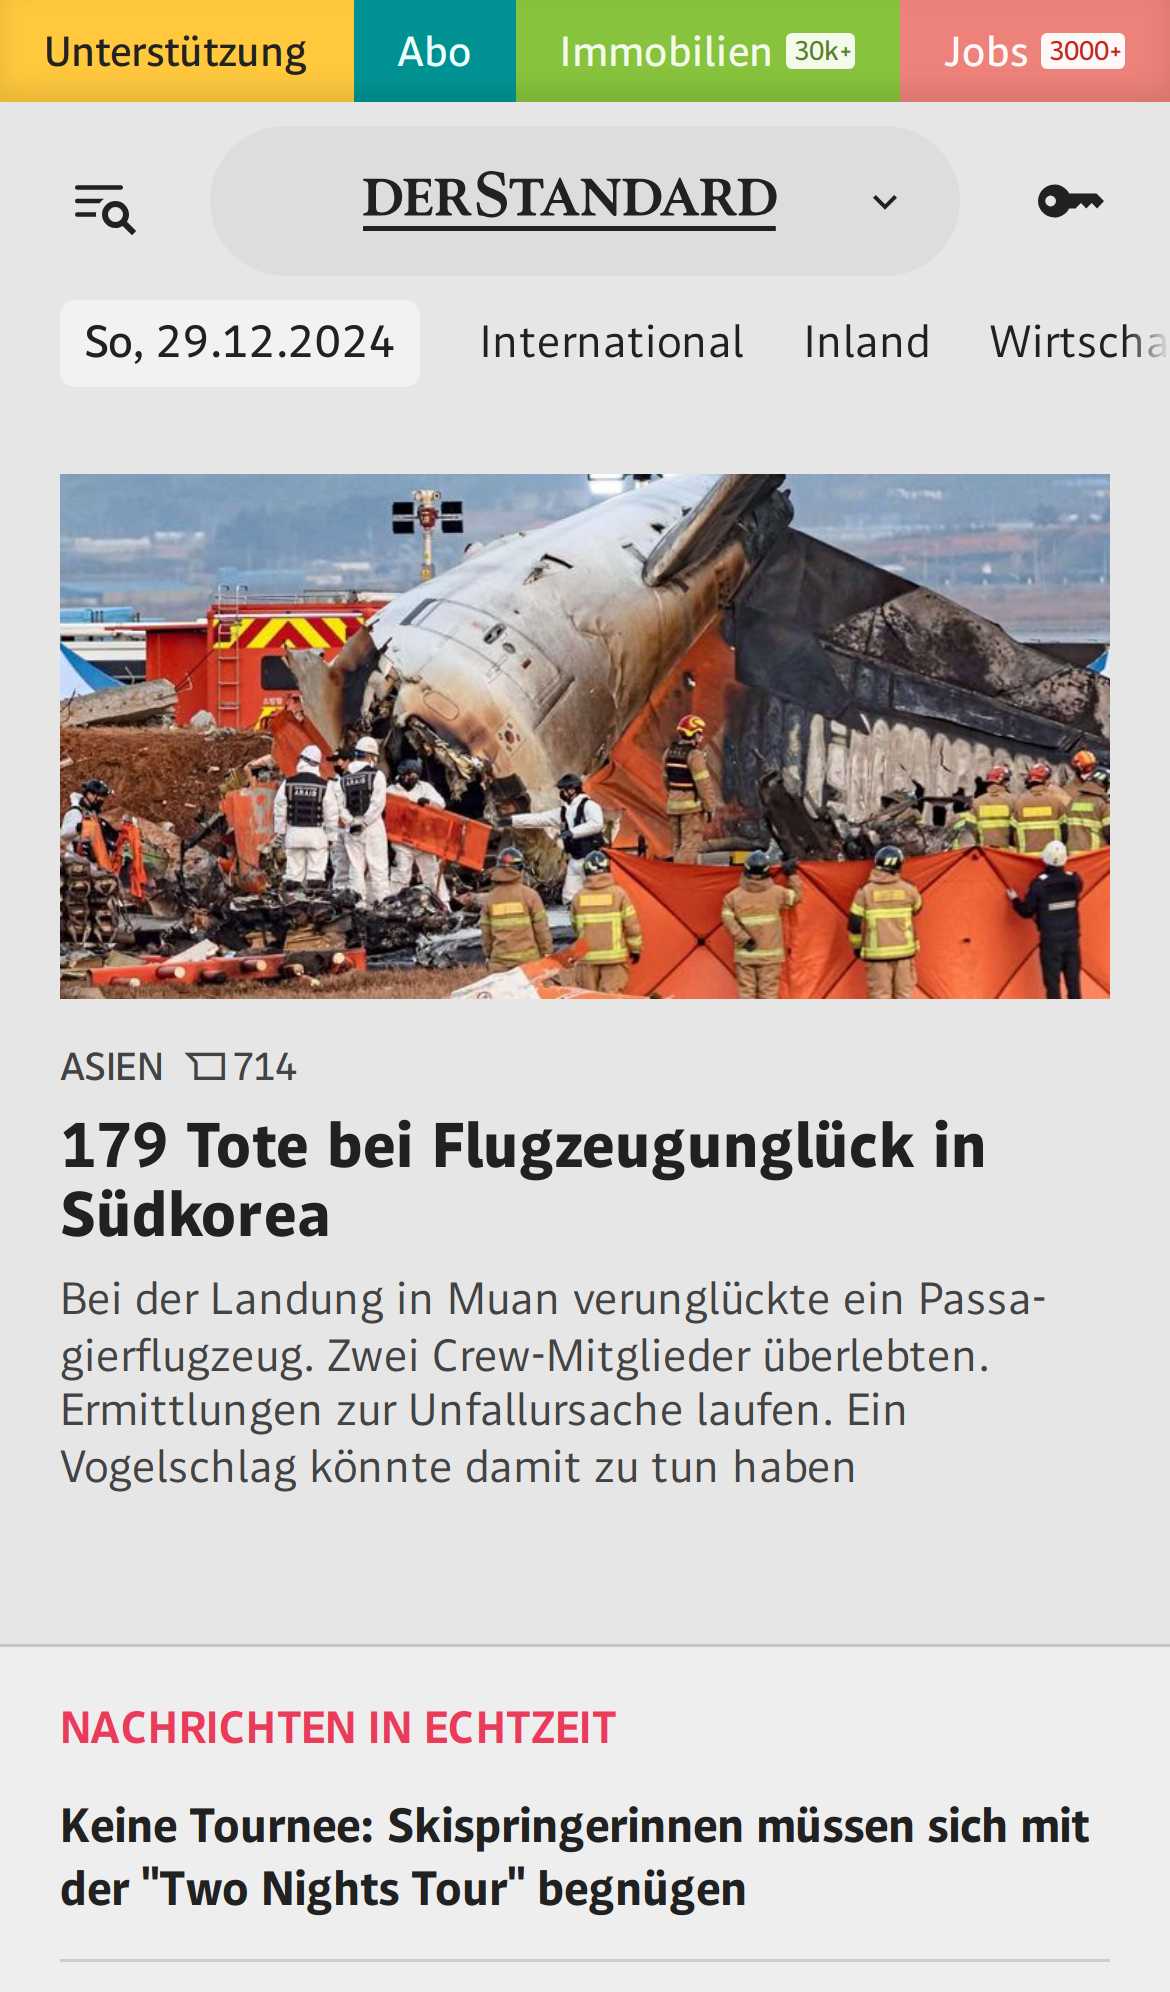 Unterstützung
Abo
Immobilien 30k+
Jobs 3000+
DERSTANDARD
So, 29.12.2024
International
Inland
Wirtscha
ASIEN 714
179 Tote bei Flugzeugunglück in
Südkorea
Bei der Landung in Muan verunglückte ein Passa-
gierflugzeug. Zwei Crew-Mitglieder überlebten.
Ermittlungen zur Unfallursache laufen. Ein
Vogelschlag könnte damit zu tun haben
NACHRICHTEN IN ECHTZEIT
Keine Tournee: Skispringerinnen müssen sich mit
der "Two Nights Tour" begnügen